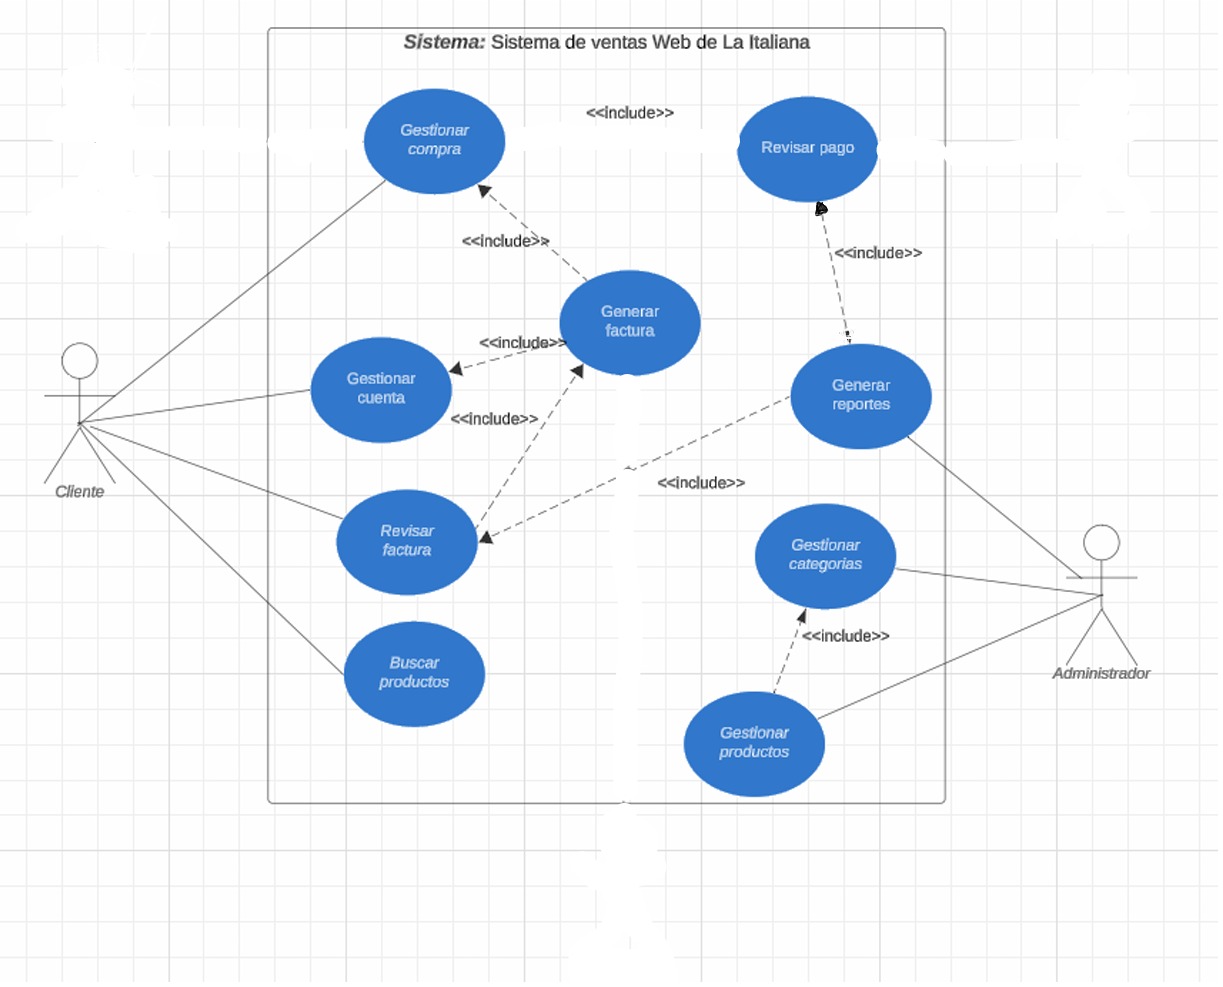 Sistema: Sistema de ventas Web de La Italiana
<<include>>
Gestionar
compra
Revisar pago
<<include>>
<<include>>
Generar
factura
<<include>>
Gestionar
cuenta
Generar
reportes
<<include>>
Cliente
<<include>>
Revisar
factura
Gestionar
categorias
<<include>>
Buscar
productos
Administrador
Gestionar
productos